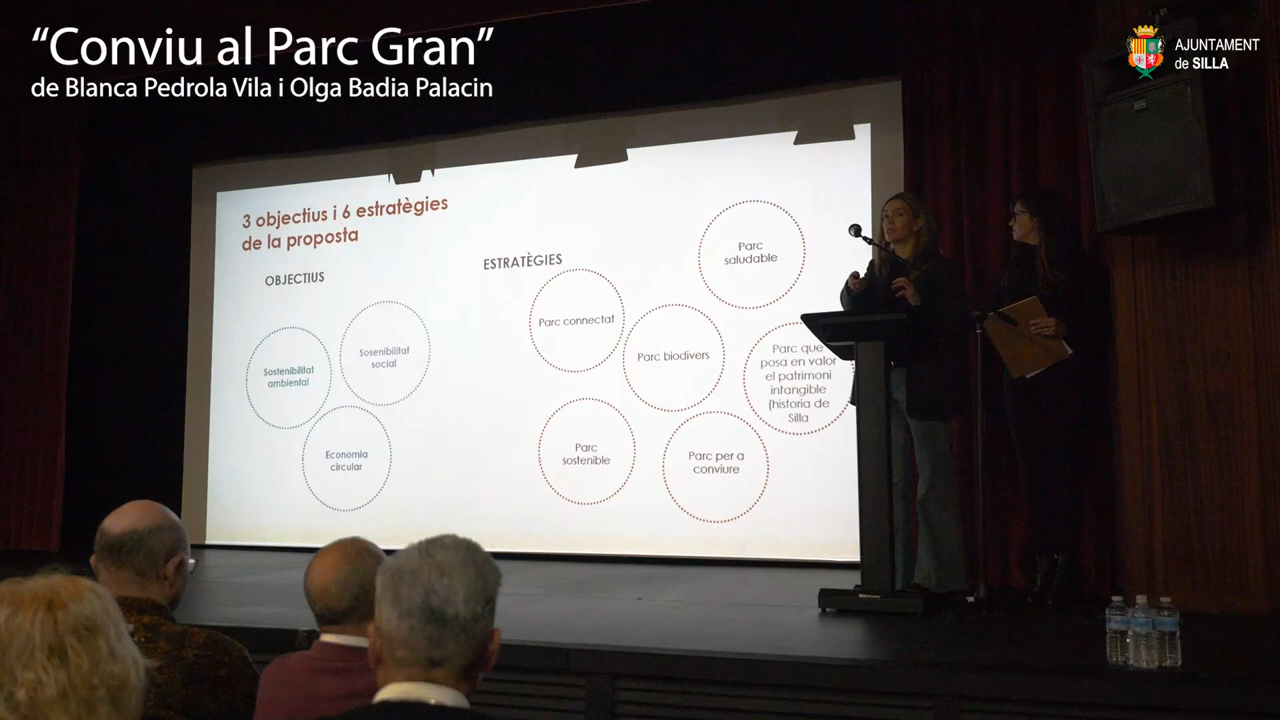 “Conviu al Parc Gran”
de Blanca Pedrola Vila i Olga Badia Palacin
AJUNTAMENT
de SILLA
3 objectius i 6 estratègies
de la proposta
OBJECTIUS
Sostenibilitat
ambiental
Sosenibilitat
social
Economia
circular
ESTRATÈGIES
Parc
saludable
Parc connectat
Parc biodivers
Parc que
posa en valor
el patrimoni
intangible
(historia de
Silla
Parc
sostenible
Parc per a
conviure